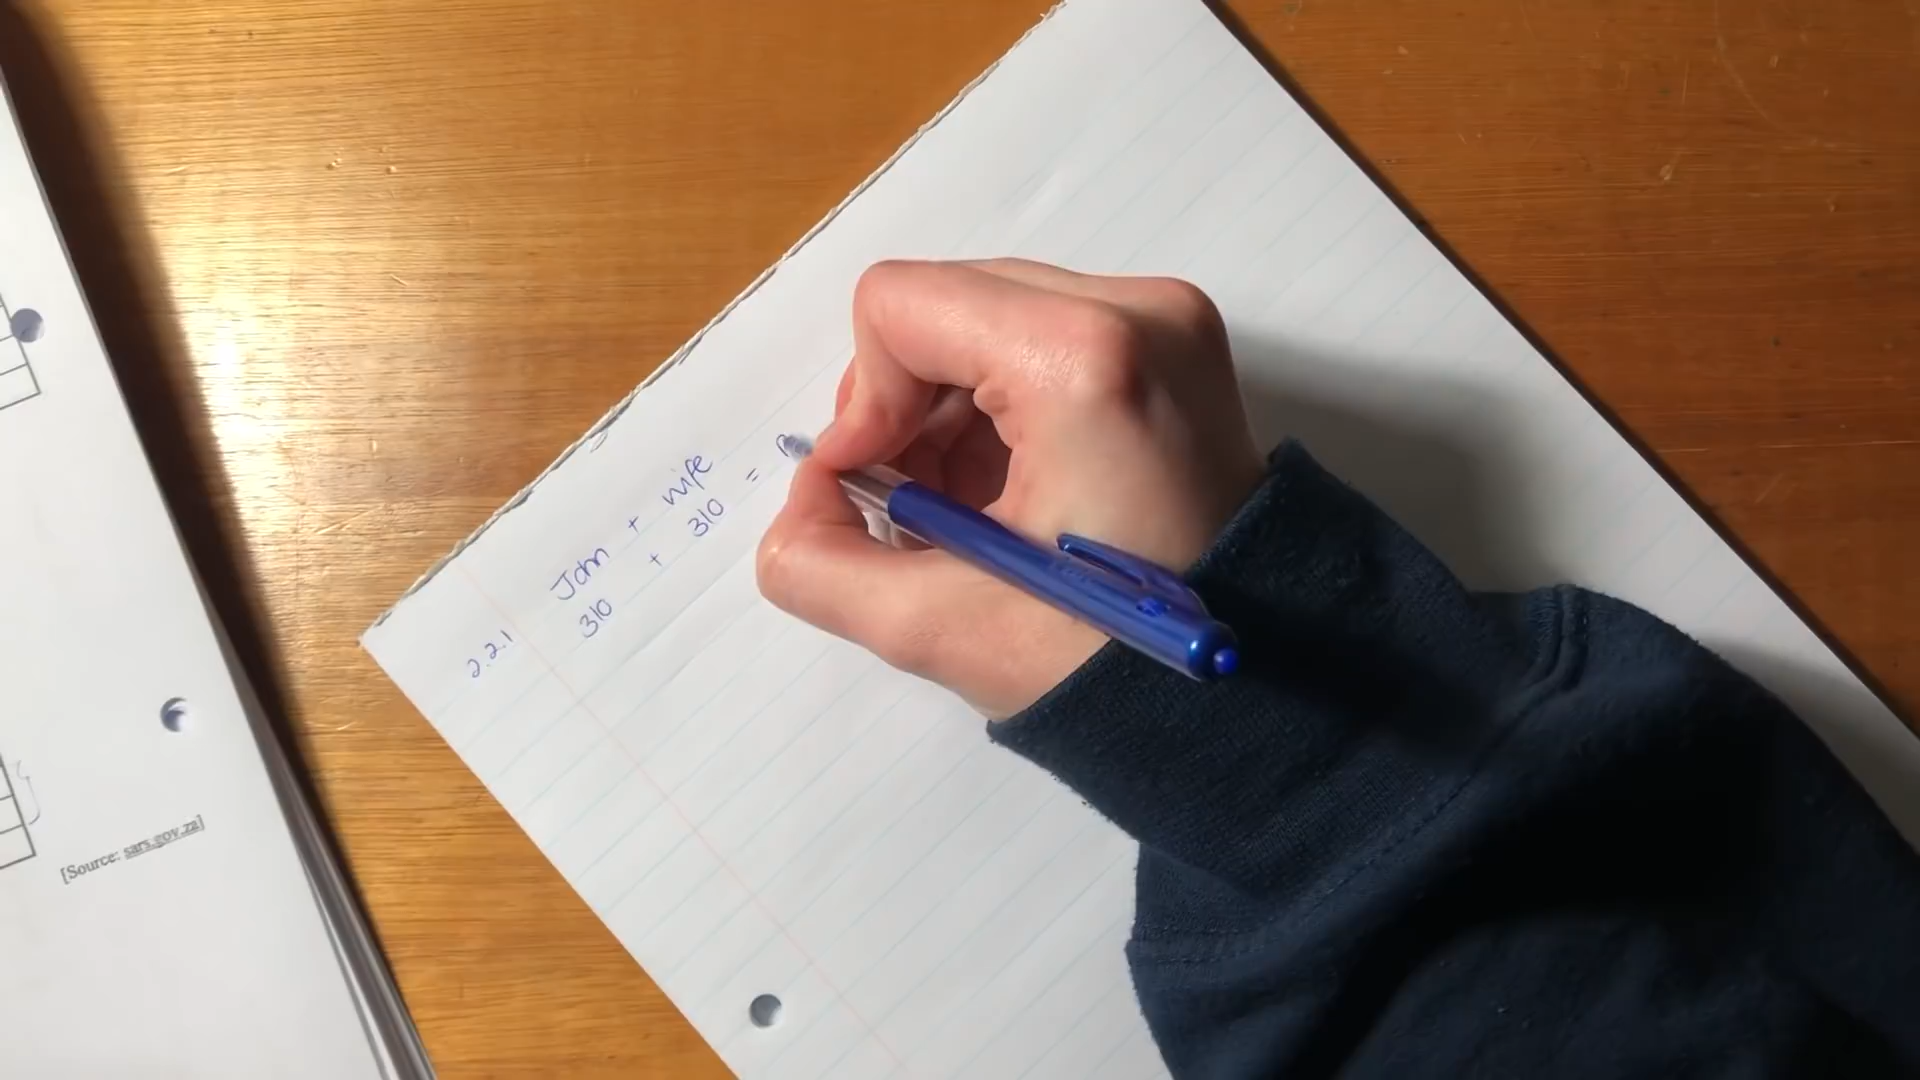 2.2.1 John + wife
310 + 310 =
[Source: sars.gov.za]